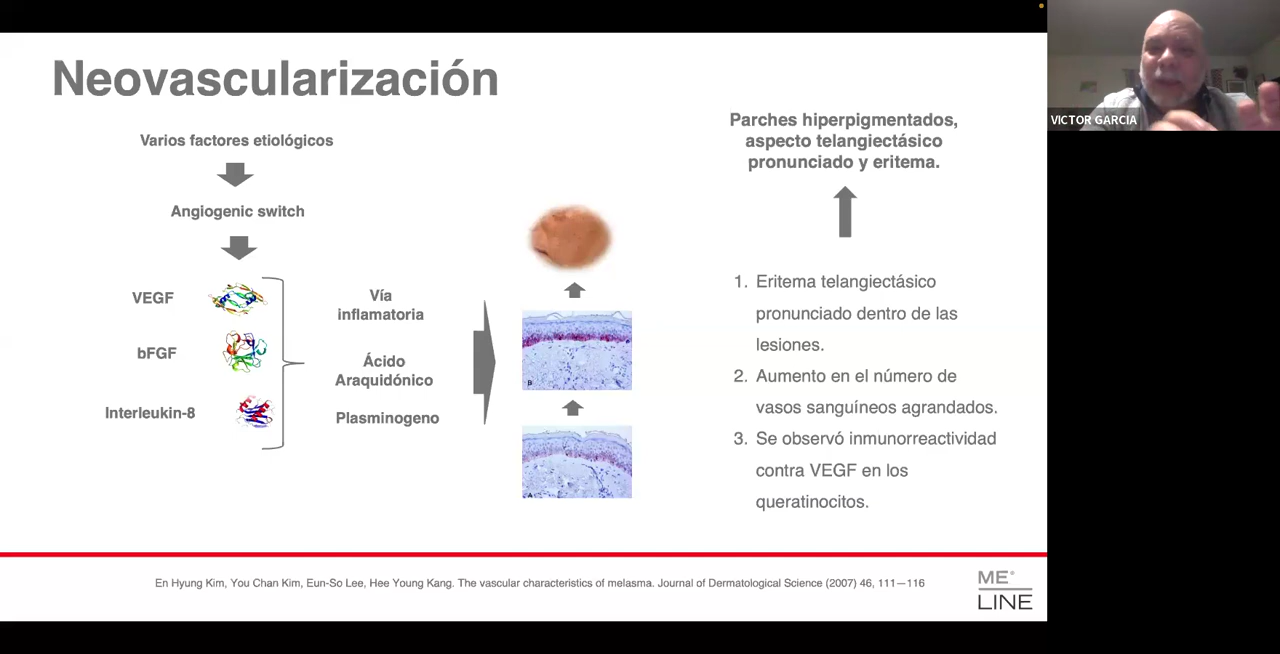 Neovascularización
Varios factores etiológicos
Angiogenic switch
VEGF
bFGF
Interleukin-8
Vía
inflamatoria
Ácido
Araquidónico
Plasminogeno
B
A
Parches hiperpigmentados,
aspecto telangiectásico
pronunciado y eritema.
1. Eritema telangiectásico
pronunciado dentro de las
lesiones.
2. Aumento en el número de
vasos sanguíneos agrandados.
3. Se observó inmunorreactividad
contra VEGF en los
queratinocitos.
En Hyung Kim, You Chan Kim, Eun-So Lee, Hee Young Kang. The vascular characteristics of melasma. Journal of Dermatological Science (2007) 46, 111—116
ME°
LINE
VICTOR GARCIA